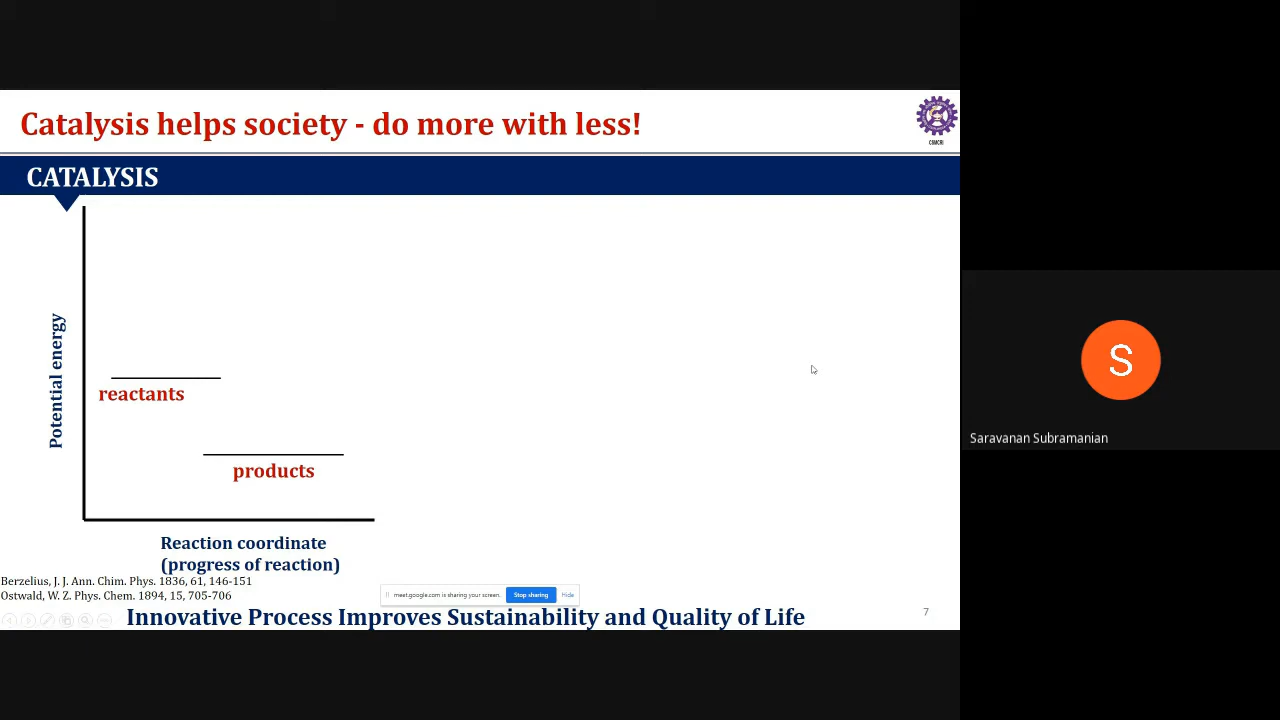 Catalysis helps society - do more with less!
CSMCRI
CATALYSIS
Potential energy
reactants
products
Reaction coordinate
(progress of reaction)
Berzelius, J. J. Ann. Chim. Phys. 1836, 61, 146-151
Ostwald, W. Z. Phys. Chem. 1894, 15, 705-706
meet.google.com is sharing your screen.
Stop sharing
Hide
Innovative Process Improves Sustainability and Quality of Life
7
S
Saravanan Subramanian